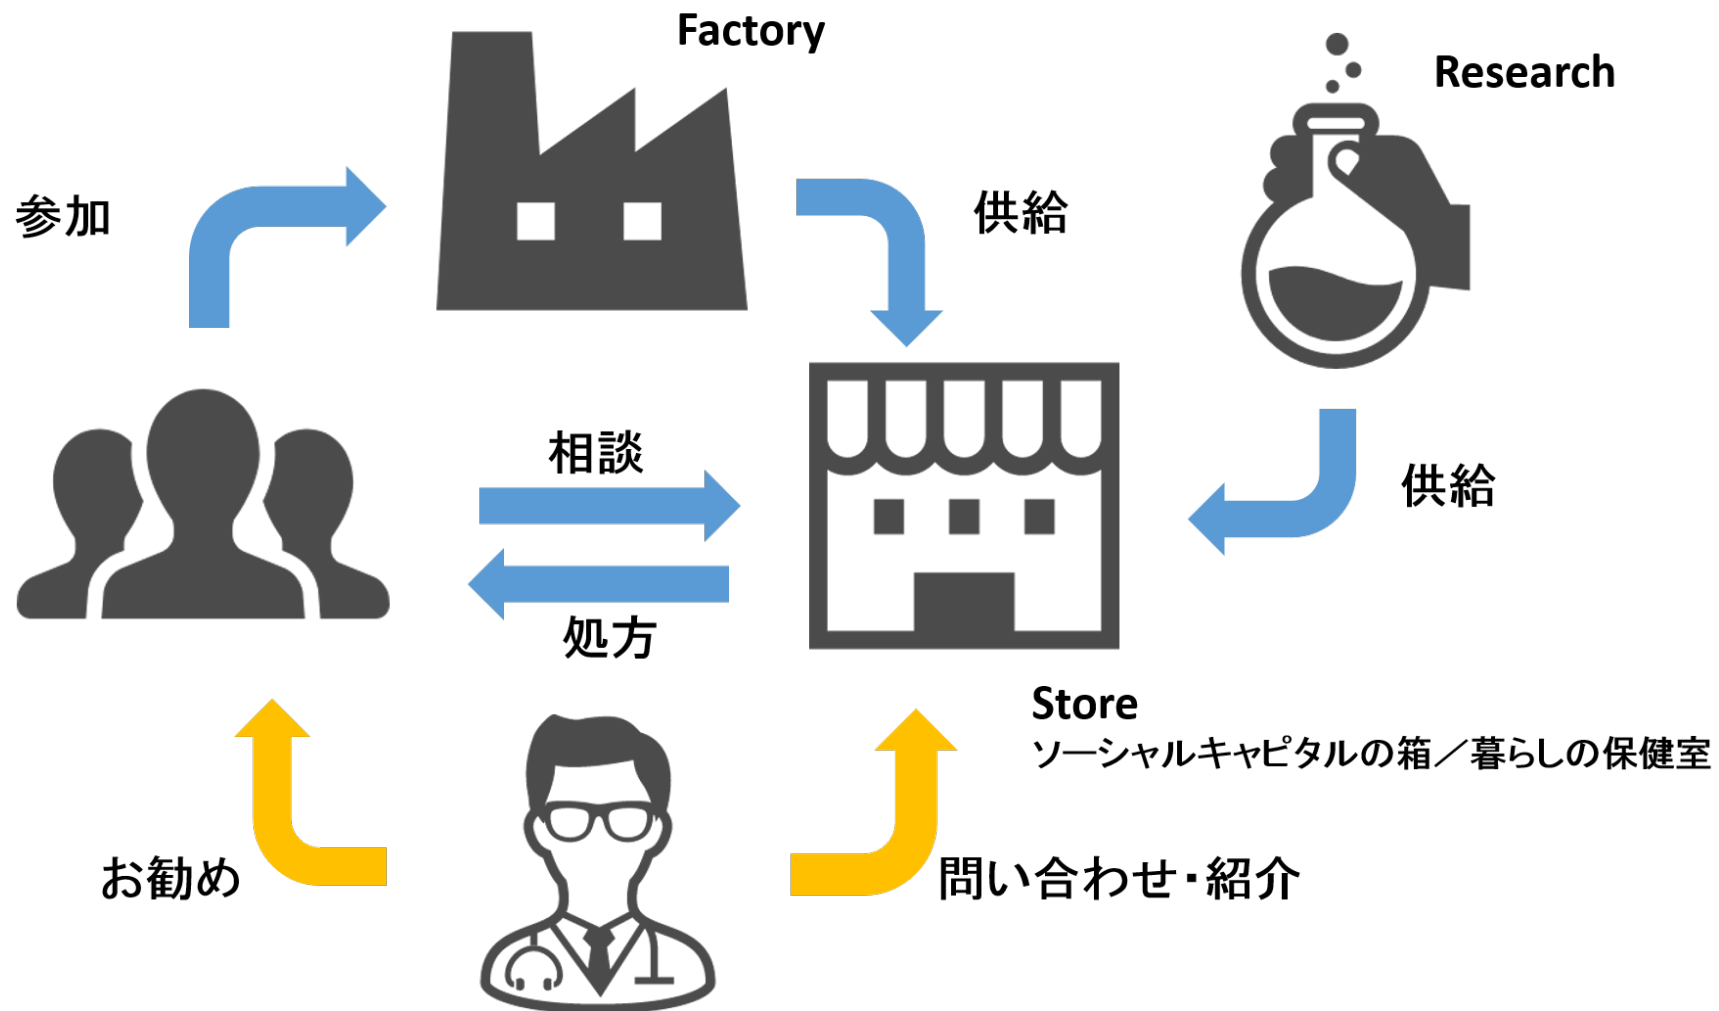 Factory
Research
参加
供給
相談
供給
処方
Store
ソーシャルキャピタルの箱／暮らしの保健室
お勧め
問い合わせ・紹介